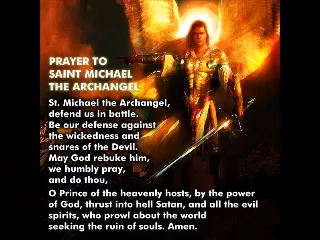 PRAYER TO
SAINT MICHAEL
THE ARCHANGEL
St. Michael the Archangel,
defend us in battle.
Be our defense against
the wickedness and
snares of the Devil.
May God rebuke him,
we humbly pray,
and do thou,
O Prince of the heavenly hosts, by the power
of God, thrust into hell Satan, and all the evil
spirits, who prowl about the world
seeking the ruin of souls. Amen.